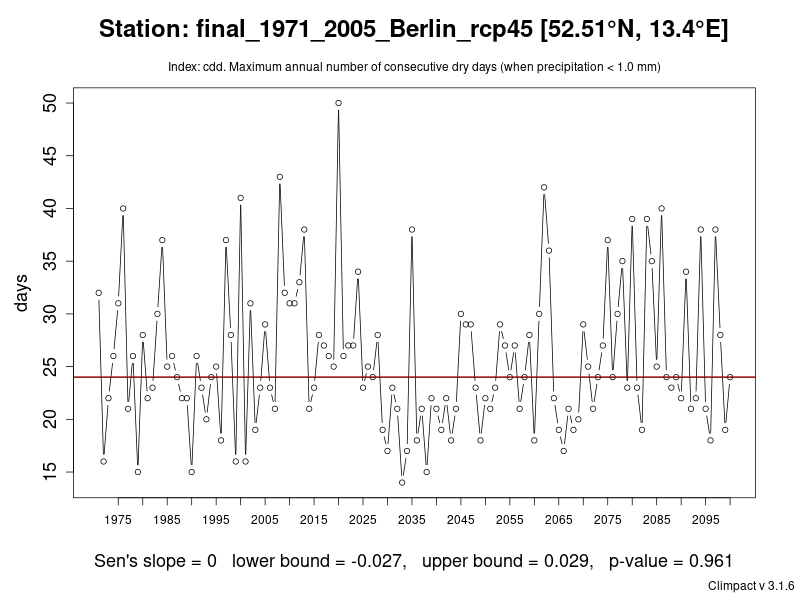 Station: final_1971_2005_Berlin_rcp45 [52.51°N, 13.4°E]
Index: cdd. Maximum annual number of consecutive dry days (when precipitation < 1.0 mm)
50
45
40
35
30
25
20
15
days
1975 1985 1995 2005 2015 2025 2035 2045 2055 2065 2075 2085 2095
Sen's slope = 0 lower bound = -0.027, upper bound = 0.029, p-value = 0.961
Climpact v 3.1.6